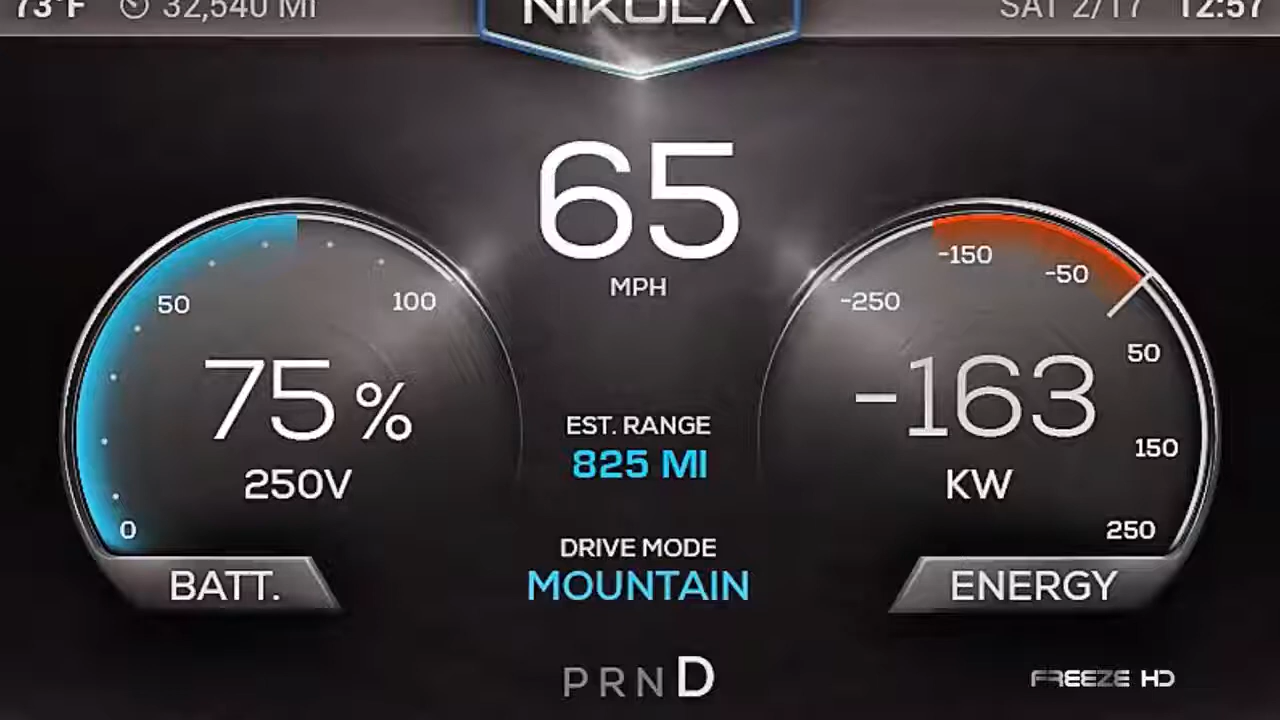 73°F 32,540 MI
NIKOLA
SAT 2/17 12:57
65
MPH
50
100
75 %
250V
0
BATT.
EST. RANGE
825 MI
DRIVE MODE
MOUNTAIN
PRND
-250
-150
-50
50
150
250
-163
KW
ENERGY
FREEZE HD